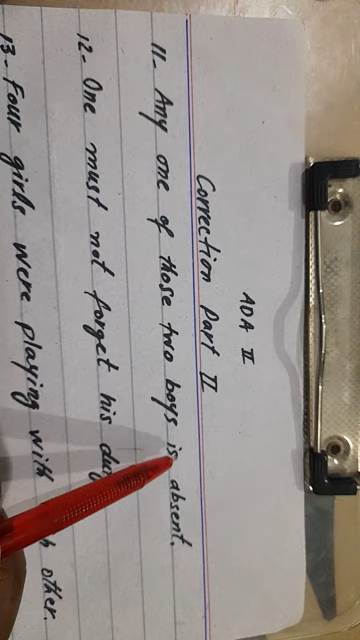 ADA II
Correction Part II
11- Any one of those two boys is absent.
12- One must not forget his
13- Four girls were playing with other.